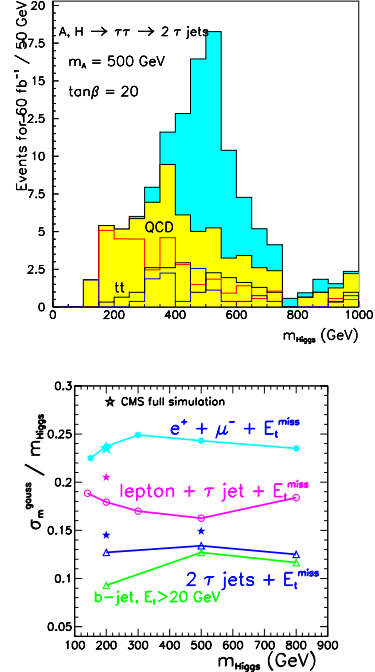 20
17.5
15
12.5
10
7.5
5
2.5
0
Events for 60 fb⁻¹ / 50 GeV
A, H → ττ → 2 τ jets
m_A = 500 GeV
tanβ = 20
QCD
tt
0 200 400 600 800 1000
m_Higgs (GeV)
0.3
0.25
0.2
0.15
0.1
0.05
σ_m^gauss / m_Higgs
CMS full simulation
e⁺ + μ⁻ + E_t^miss
lepton + τ jet + E_t^miss
2 τ jets + E_t^miss
b-jet, E_t>20 GeV
100 200 300 400 500 600 700 800 900
m_Higgs (GeV)